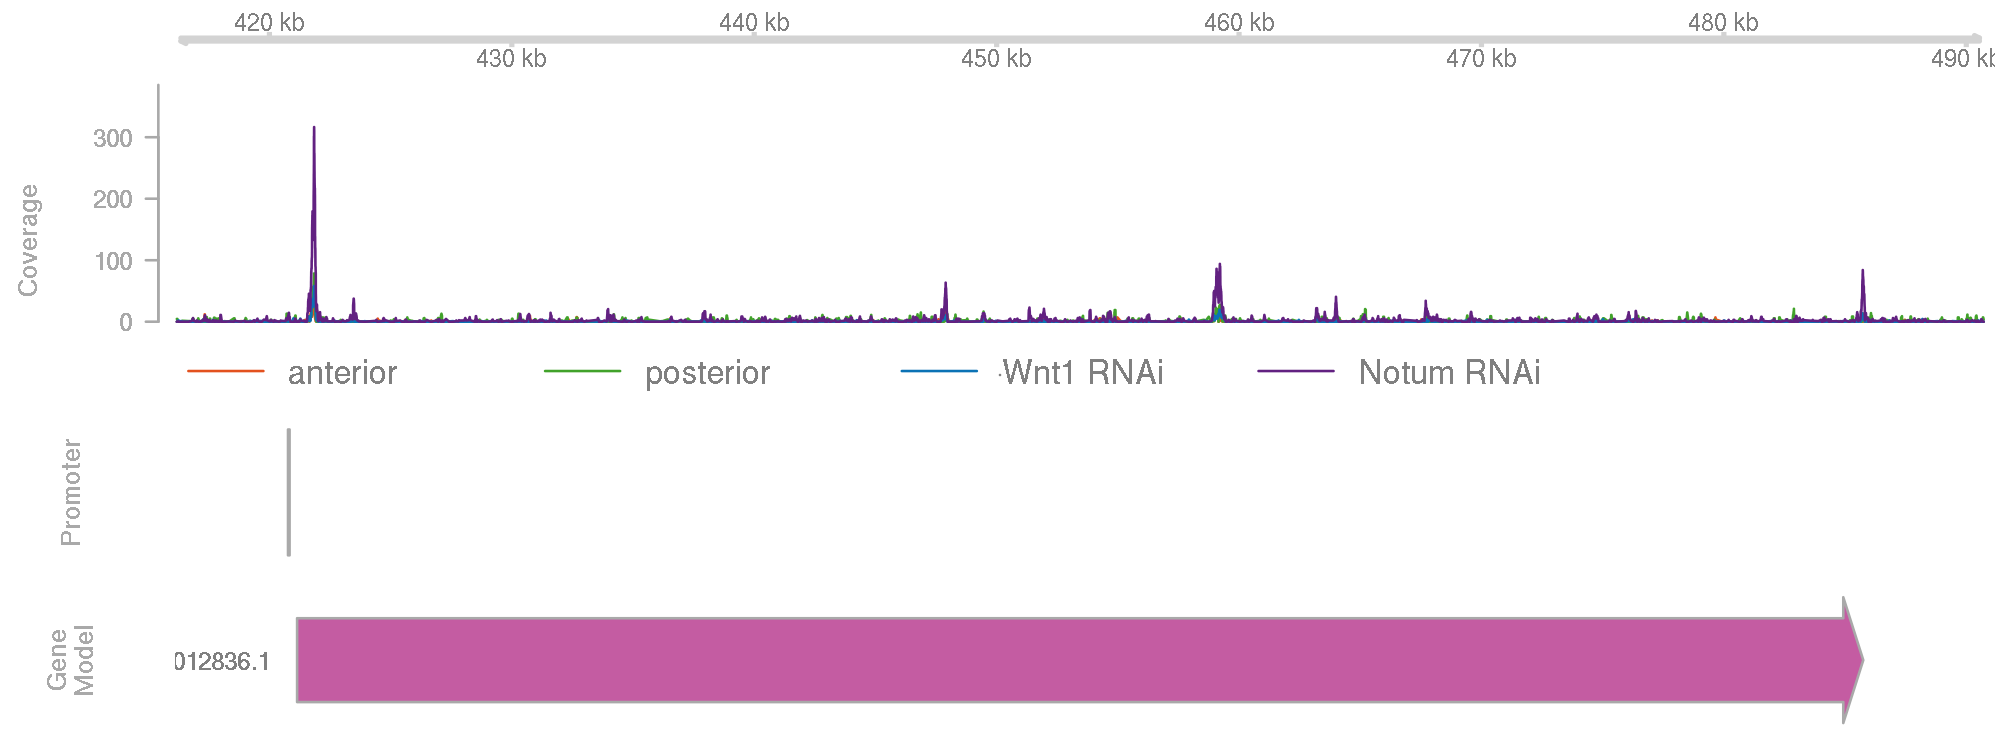 420 kb 440 kb 460 kb 480 kb
430 kb 450 kb 470 kb 490 kb
Coverage
300
200
100
0
anterior posterior Wnt1 RNAi Notum RNAi
Promoter
Gene
Model
012836.1